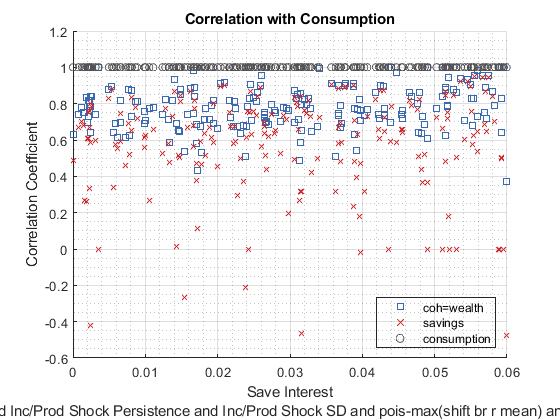 Correlation with Consumption
Correlation Coefficient
1.2
1
0.8
0.6
0.4
0.2
0
-0.2
-0.4
-0.6
coh=wealth
savings
consumption
0
0.01
0.02
0.03
0.04
0.05
0.06
Save Interest
d Inc/Prod Shock Persistence and Inc/Prod Shock SD and pois-max(shift br r mean) an